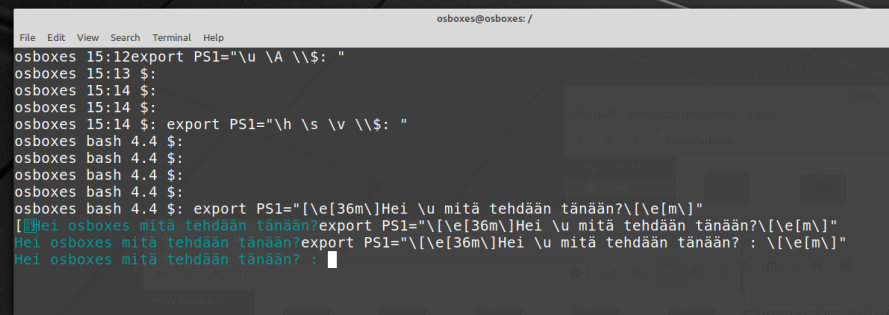 osboxes@osboxes: /
File Edit View Search Terminal Help
osboxes 15:12export PS1="\u \A \\$: "
osboxes 15:13 $:
osboxes 15:14 $:
osboxes 15:14 $:
osboxes 15:14 $: export PS1="\h \s \v \\$: "
osboxes bash 4.4 $:
osboxes bash 4.4 $:
osboxes bash 4.4 $:
osboxes bash 4.4 $:
osboxes bash 4.4 $: export PS1="[\e[36m\]Hei \u mitä tehdään tänään?\[\e[m\]"
[Hei osboxes mitä tehdään tänään?export PS1="\[\e[36m\]Hei \u mitä tehdään tänään?\[\e[m\]"
Hei osboxes mitä tehdään tänään?export PS1="\[\e[36m\]Hei \u mitä tehdään tänään? : \[\e[m\]"
Hei osboxes mitä tehdään tänään? :